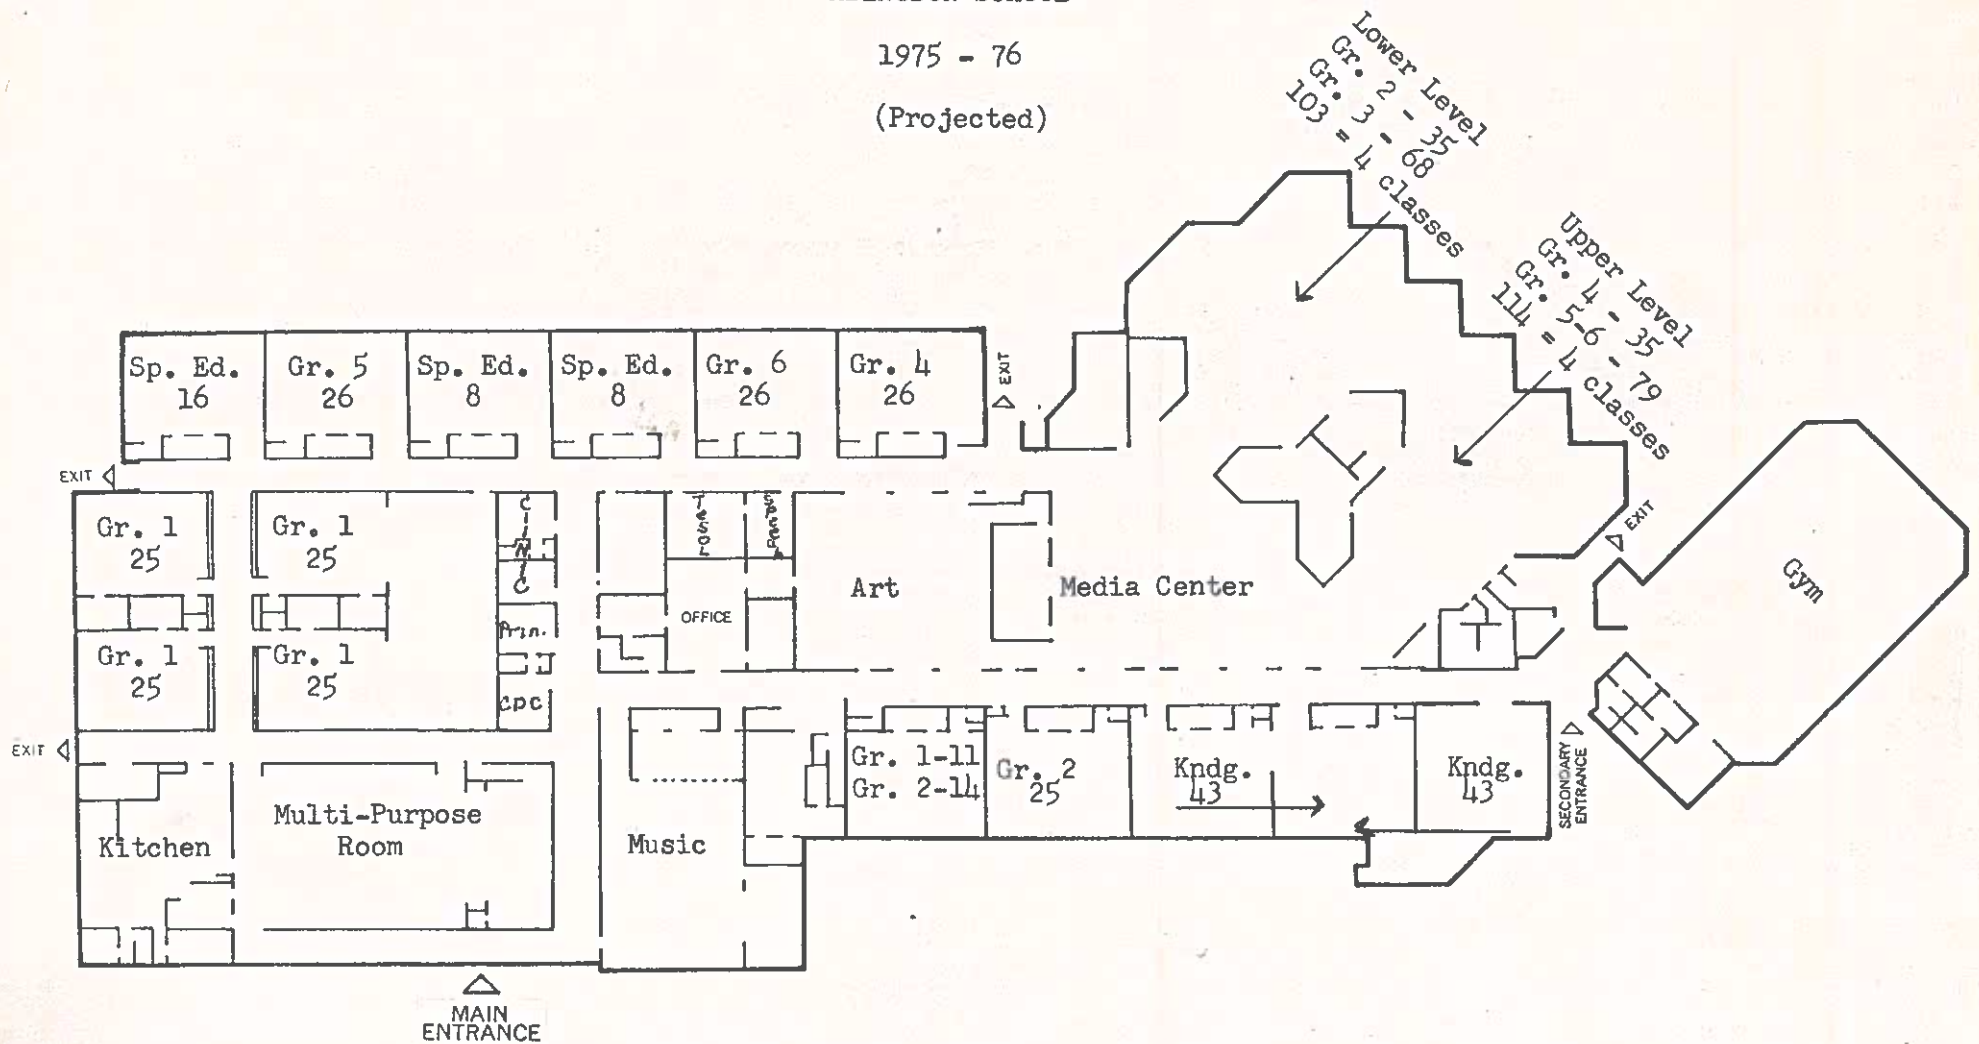 1975 - 76
(Projected)
Lower Level
Gr. 2 - 35
Gr. 3 - 68
103 = 4 classes
Upper Level
Gr. 4 - 35
Gr. 5-6 - 79
114 = 4 classes
Sp. Ed.
16
Gr. 5
26
Sp. Ed.
8
Sp. Ed.
8
Gr. 6
26
Gr. 4
26
EXIT
EXIT
Gr. 1
25
Gr. 1
25
Clinic
Tesol
Speech
EXIT
Art
Media Center
Gym
OFFICE
Prin.
Gr. 1
25
Gr. 1
25
CPC
EXIT
Gr. 1-11
Gr. 2-14
Gr. 2
25
Kndg.
43
Kndg.
43
SECONDARY
ENTRANCE
Kitchen
Multi-Purpose
Room
Music
MAIN
ENTRANCE